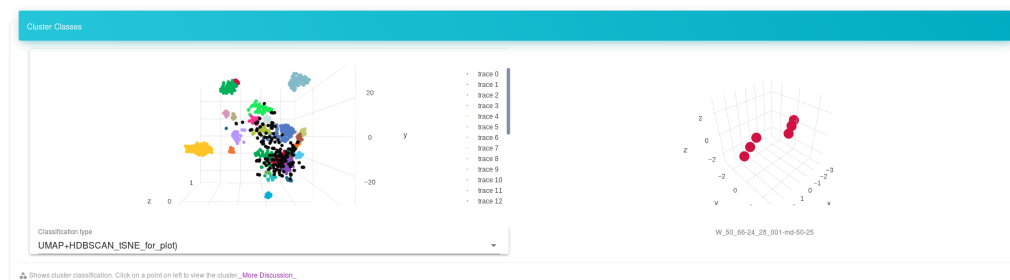 Cluster Classes
trace 0
trace 1
trace 2
trace 3
trace 4
trace 5
trace 6
trace 7
trace 8
trace 9
trace 10
trace 11
trace 12
20
0
−20
y
1
z
0
2
0
−2
z
−2
0
y
−3
−2
−1
0
1
x
W_50_66-24_26_001-md-50-25
Classification type
UMAP+HDBSCAN_tSNE_for_plot)
Shows cluster classification. Click on a point on left to view the cluster._More Discussion_